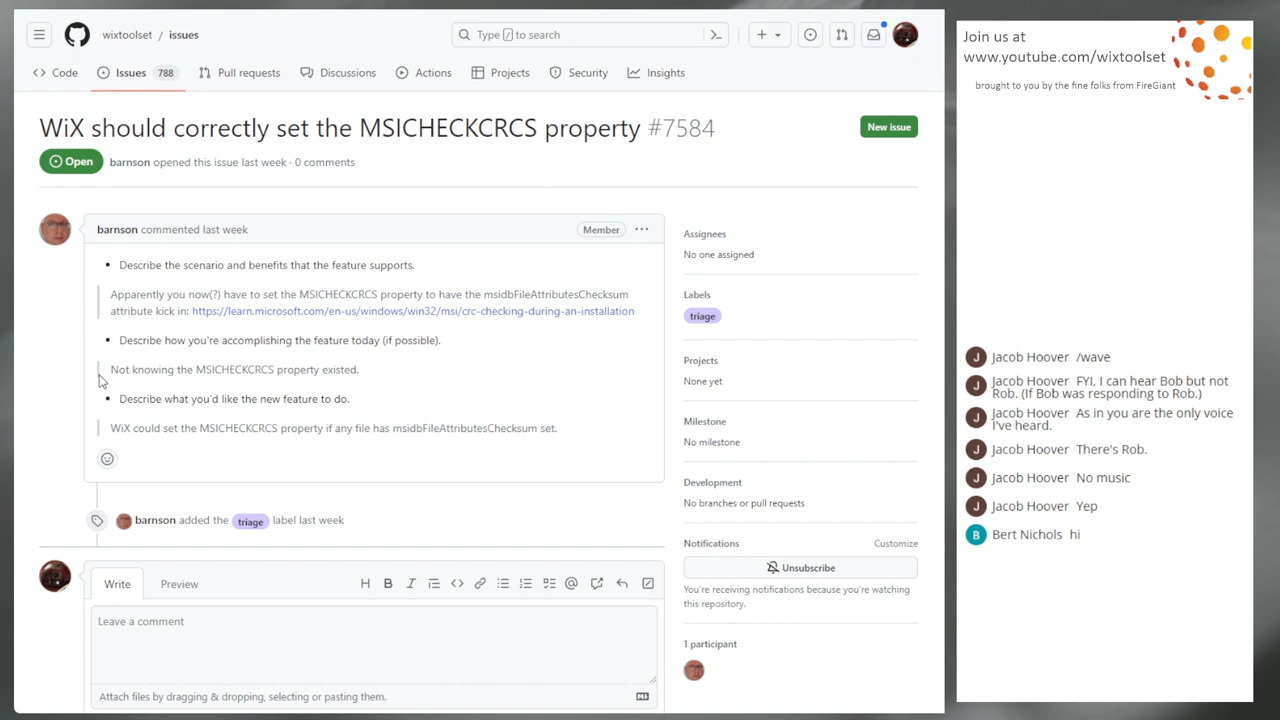 wixtoolset / issues
Type / to search
Code
Issues 788
Pull requests
Discussions
Actions
Projects
Security
Insights
WiX should correctly set the MSICHECKCRCS property #7584
New issue
Open
barnson opened this issue last week · 0 comments
barnson commented last week
Member
Describe the scenario and benefits that the feature supports.
Apparently you now(?) have to set the MSICHECKCRCS property to have the msidbFileAttributesChecksum
attribute kick in: https://learn.microsoft.com/en-us/windows/win32/msi/crc-checking-during-an-installation
Describe how you're accomplishing the feature today (if possible).
Not knowing the MSICHECKCRCS property existed.
Describe what you'd like the new feature to do.
WiX could set the MSICHECKCRCS property if any file has msidbFileAttributesChecksum set.
barnson added the triage label last week
Write
Preview
Leave a comment
Attach files by dragging & dropping, selecting or pasting them.
Assignees
No one assigned
Labels
triage
Projects
None yet
Milestone
No milestone
Development
No branches or pull requests
Notifications
Customize
Unsubscribe
You're receiving notifications because you're watching
this repository.
1 participant
Join us at
www.youtube.com/wixtoolset
brought to you by the fine folks from FireGiant
J Jacob Hoover /wave
J Jacob Hoover FYI, I can hear Bob but not
Rob. (If Bob was responding to Rob.)
J Jacob Hoover As in you are the only voice
I've heard.
J Jacob Hoover There's Rob.
J Jacob Hoover No music
J Jacob Hoover Yep
B Bert Nichols hi